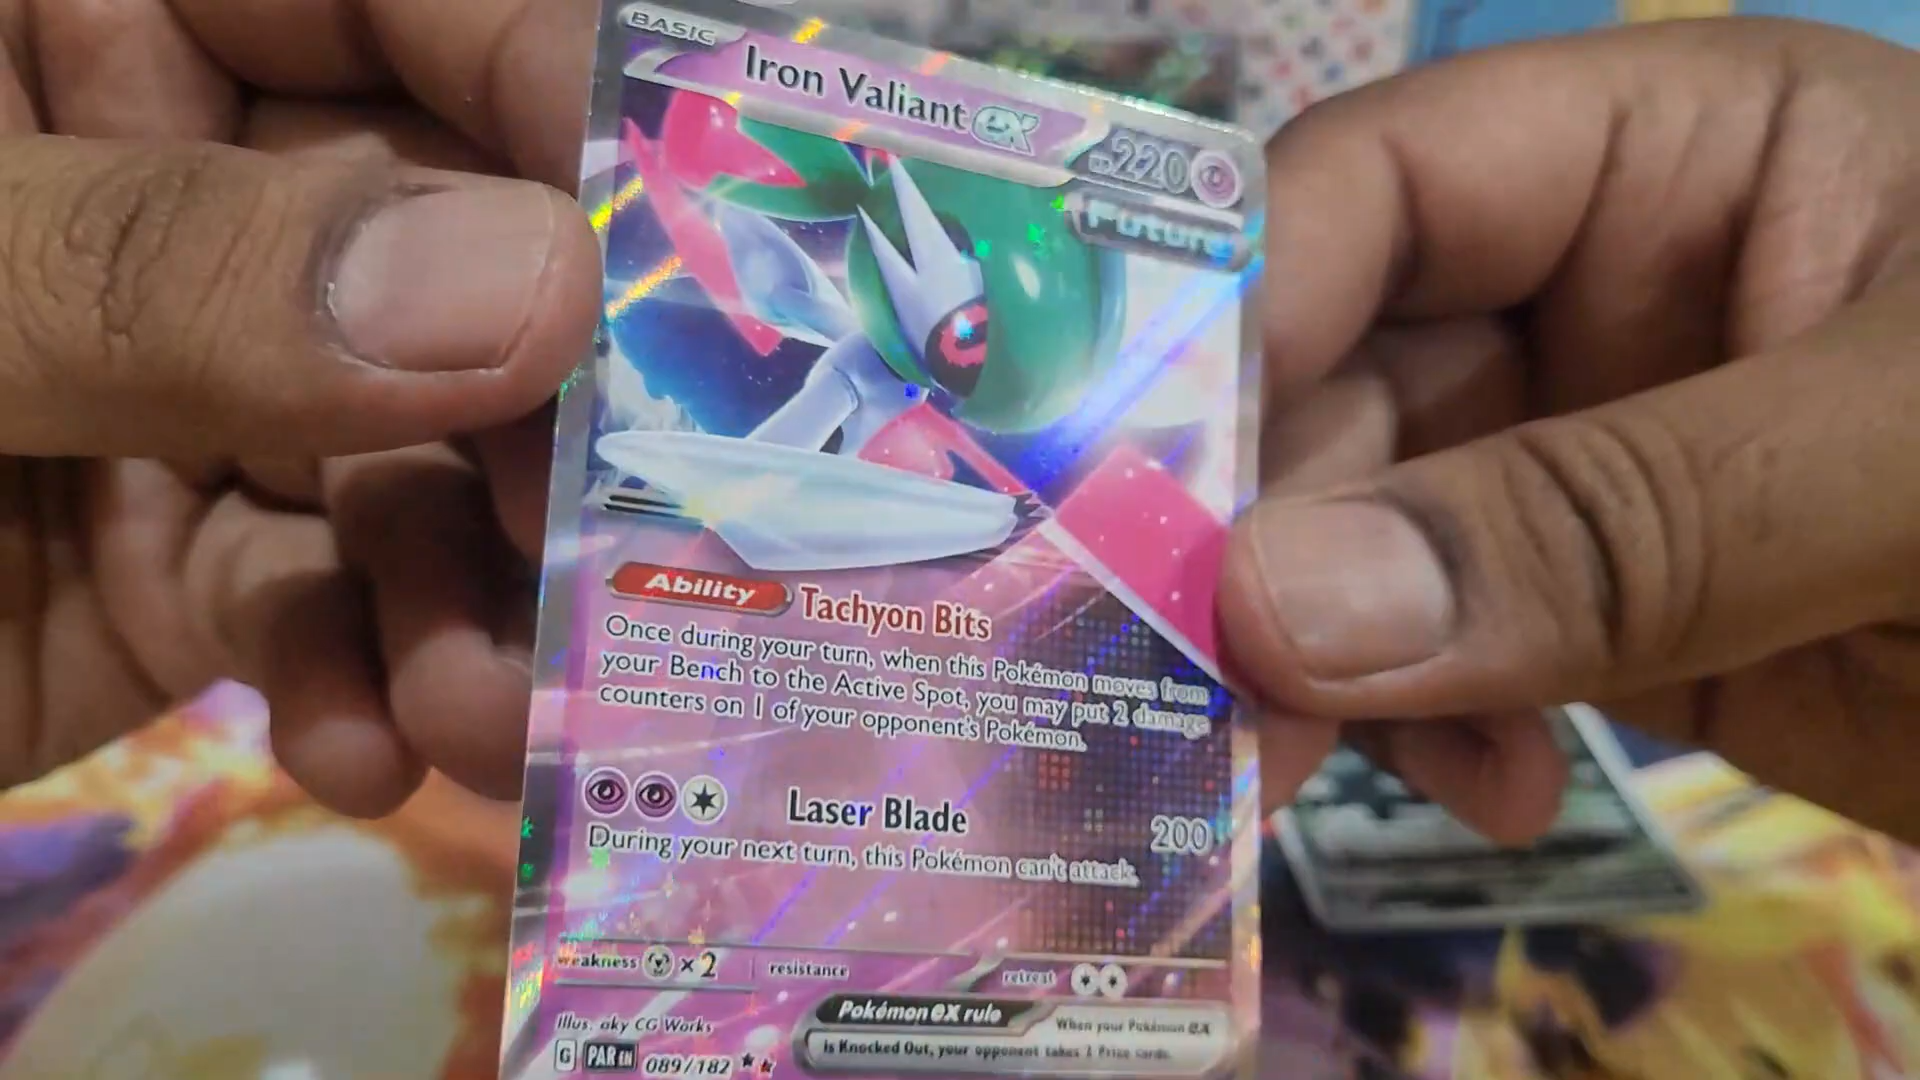 BASIC
Iron Valiant ex
HP 220
Future
Ability Tachyon Bits
Once during your turn, when this Pokémon moves from
your Bench to the Active Spot, you may put 2 damage
counters on 1 of your opponent's Pokémon.
Laser Blade 200
During your next turn, this Pokémon can't attack.
weakness ×2 resistance retreat
Illus. aky CG Works
Pokémon ex rule When your Pokémon ex
is Knocked Out, your opponent takes 2 Prize cards.
G PAR EN 089/182